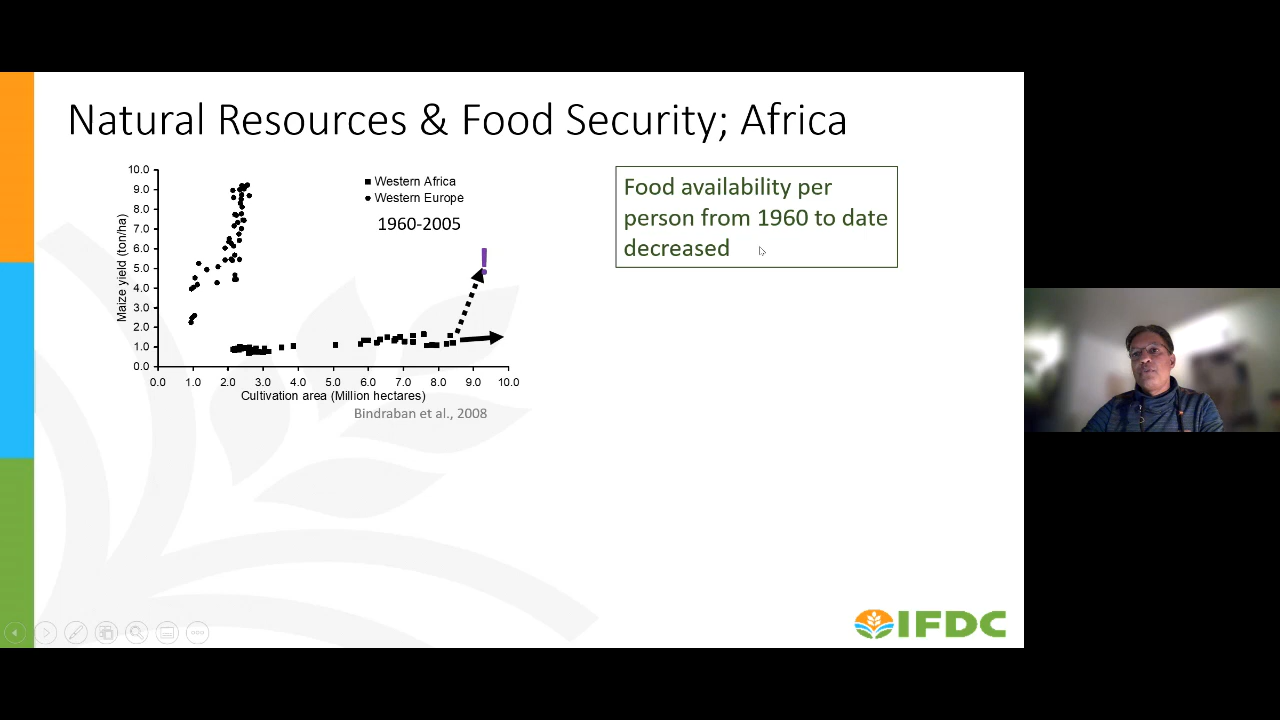 Natural Resources & Food Security; Africa
10.0
9.0
8.0
7.0
6.0
5.0
4.0
3.0
2.0
1.0
0.0
Maize yield (ton/ha)
Western Africa
Western Europe
1960-2005
!
0.0 1.0 2.0 3.0 4.0 5.0 6.0 7.0 8.0 9.0 10.0
Cultivation area (Million hectares)
Bindraban et al., 2008
Food availability per
person from 1960 to date
decreased
IFDC